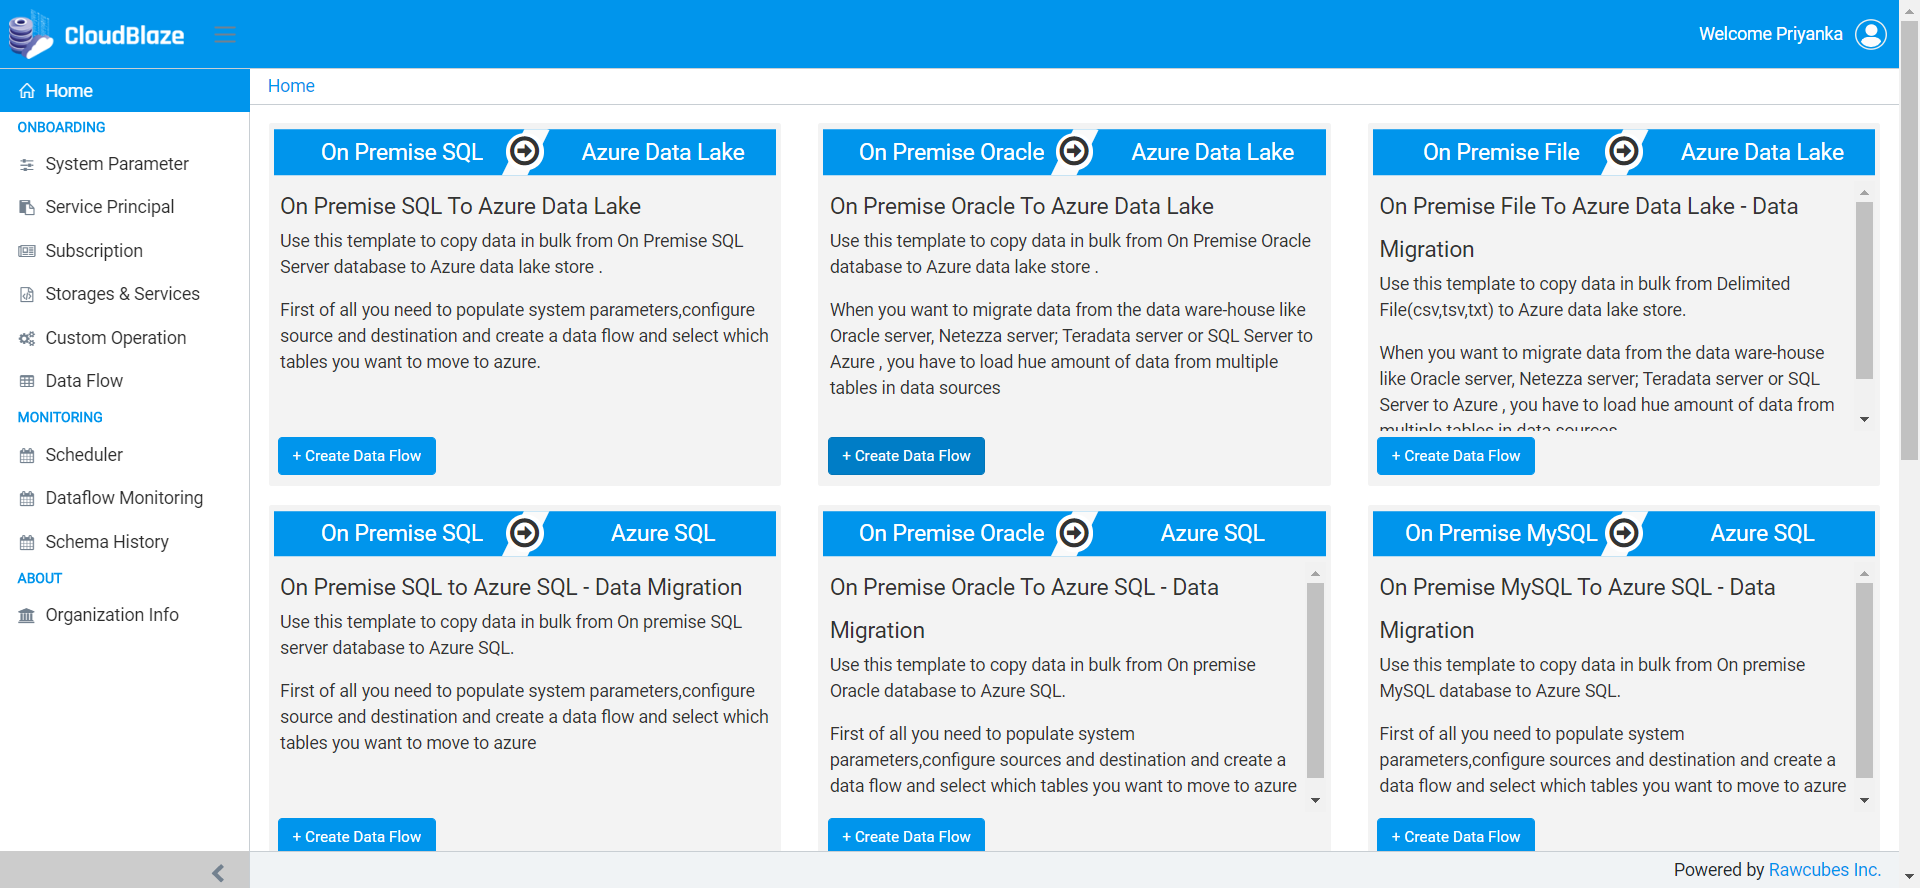 CloudBlaze
Welcome Priyanka
Home
ONBOARDING
System Parameter
Service Principal
Subscription
Storages & Services
Custom Operation
Data Flow
MONITORING
Scheduler
Dataflow Monitoring
Schema History
ABOUT
Organization Info
Home
On Premise SQL
Azure Data Lake
On Premise SQL To Azure Data Lake
Use this template to copy data in bulk from On Premise SQL
Server database to Azure data lake store .
First of all you need to populate system parameters,configure
source and destination and create a data flow and select which
tables you want to move to azure.
+ Create Data Flow
On Premise Oracle
Azure Data Lake
On Premise Oracle To Azure Data Lake
Use this template to copy data in bulk from On Premise Oracle
database to Azure data lake store .
When you want to migrate data from the data ware-house like
Oracle server, Netezza server; Teradata server or SQL Server to
Azure , you have to load hue amount of data from multiple
tables in data sources
+ Create Data Flow
On Premise File
Azure Data Lake
On Premise File To Azure Data Lake - Data
Migration
Use this template to copy data in bulk from Delimited
File(csv,tsv,txt) to Azure data lake store.
When you want to migrate data from the data ware-house
like Oracle server, Netezza server; Teradata server or SQL
Server to Azure , you have to load hue amount of data from
multiple tables in data sources
+ Create Data Flow
On Premise SQL
Azure SQL
On Premise SQL to Azure SQL - Data Migration
Use this template to copy data in bulk from On premise SQL
server database to Azure SQL.
First of all you need to populate system parameters,configure
source and destination and create a data flow and select which
tables you want to move to azure
+ Create Data Flow
On Premise Oracle
Azure SQL
On Premise Oracle To Azure SQL - Data
Migration
Use this template to copy data in bulk from On premise
Oracle database to Azure SQL.
First of all you need to populate system
parameters,configure sources and destination and create a
data flow and select which tables you want to move to azure
+ Create Data Flow
On Premise MySQL
Azure SQL
On Premise MySQL To Azure SQL - Data
Migration
Use this template to copy data in bulk from On premise
MySQL database to Azure SQL.
First of all you need to populate system
parameters,configure sources and destination and create a
data flow and select which tables you want to move to azure
+ Create Data Flow
Powered by Rawcubes Inc.